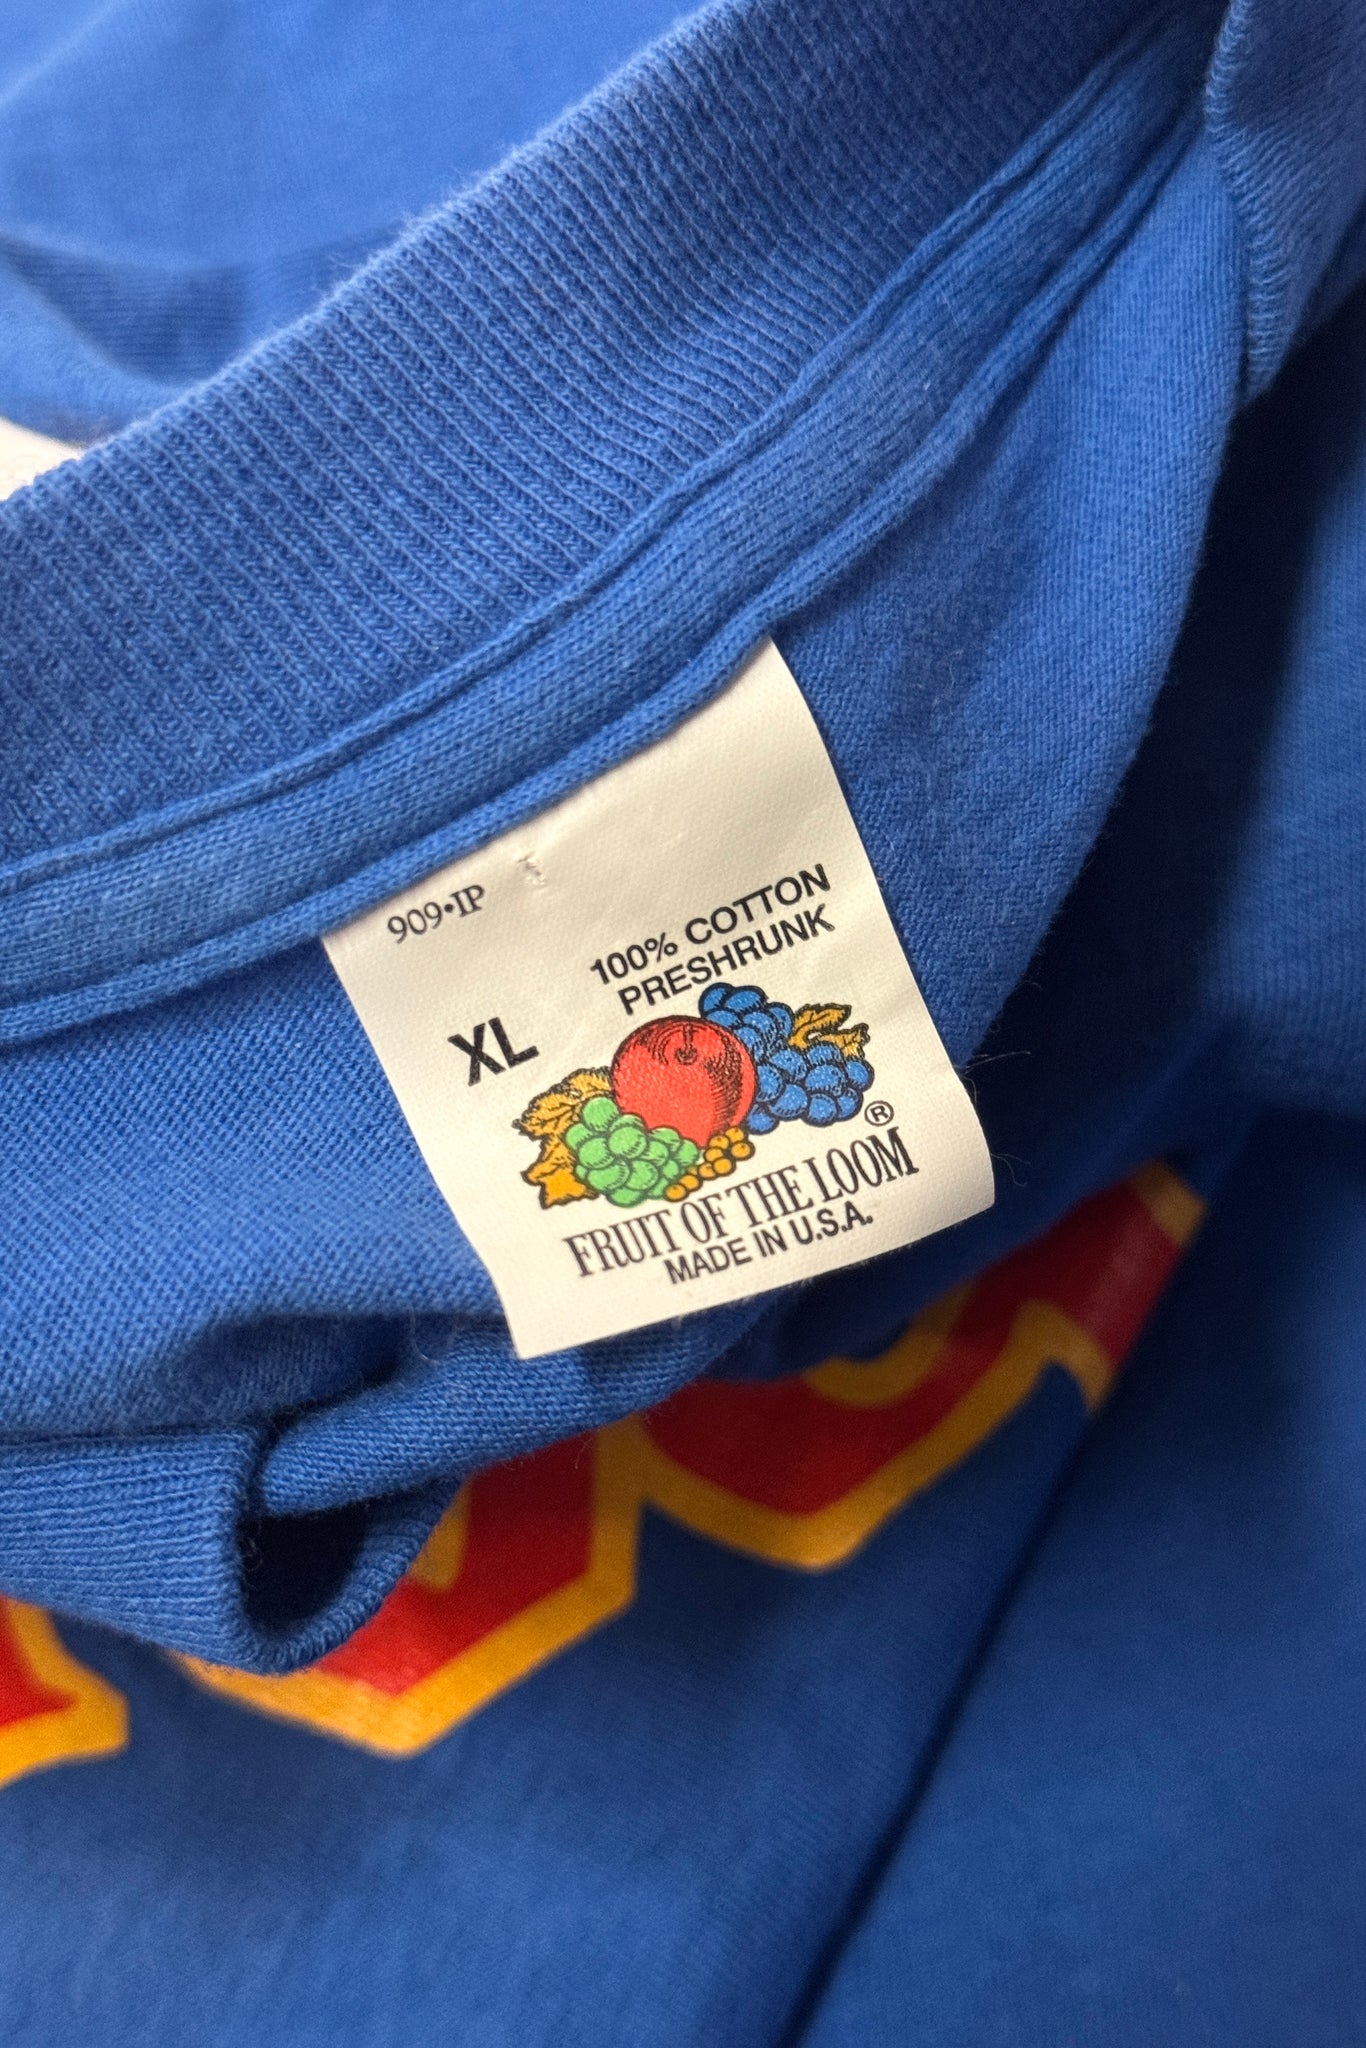 909•IP
100% COTTON
PRESHRUNK
XL
®
FRUIT OF THE LOOM
MADE IN U.S.A.